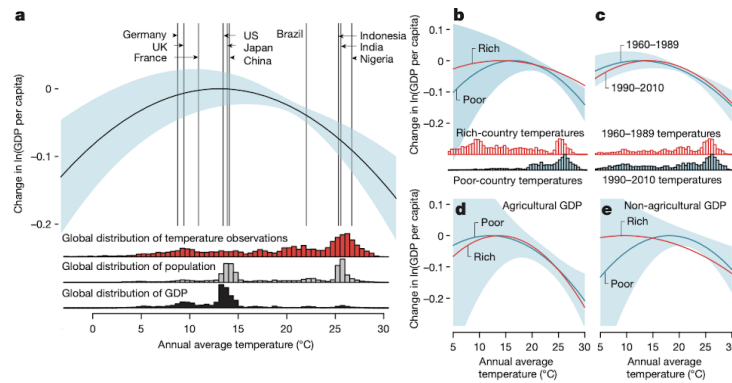 a
Germany
UK
France
US
Japan
China
Brazil
Indonesia
India
Nigeria
Change in ln(GDP per capita)
0
−0.1
−0.2
Global distribution of temperature observations
Global distribution of population
Global distribution of GDP
0 5 10 15 20 25 30
Annual average temperature (°C)
b
Change in ln(GDP per capita)
0.1
0
−0.1
−0.2
Rich
Poor
Rich-country temperatures
Poor-country temperatures
c
1960–1989
1990–2010
1960–1989 temperatures
1990–2010 temperatures
d
Agricultural GDP
Change in ln(GDP per capita)
0.1
0
−0.1
−0.2
Poor
Rich
5 10 15 20 25 30
Annual average
temperature (°C)
e
Non-agricultural GDP
Rich
Poor
5 10 15 20 25 30
Annual average
temperature (°C)